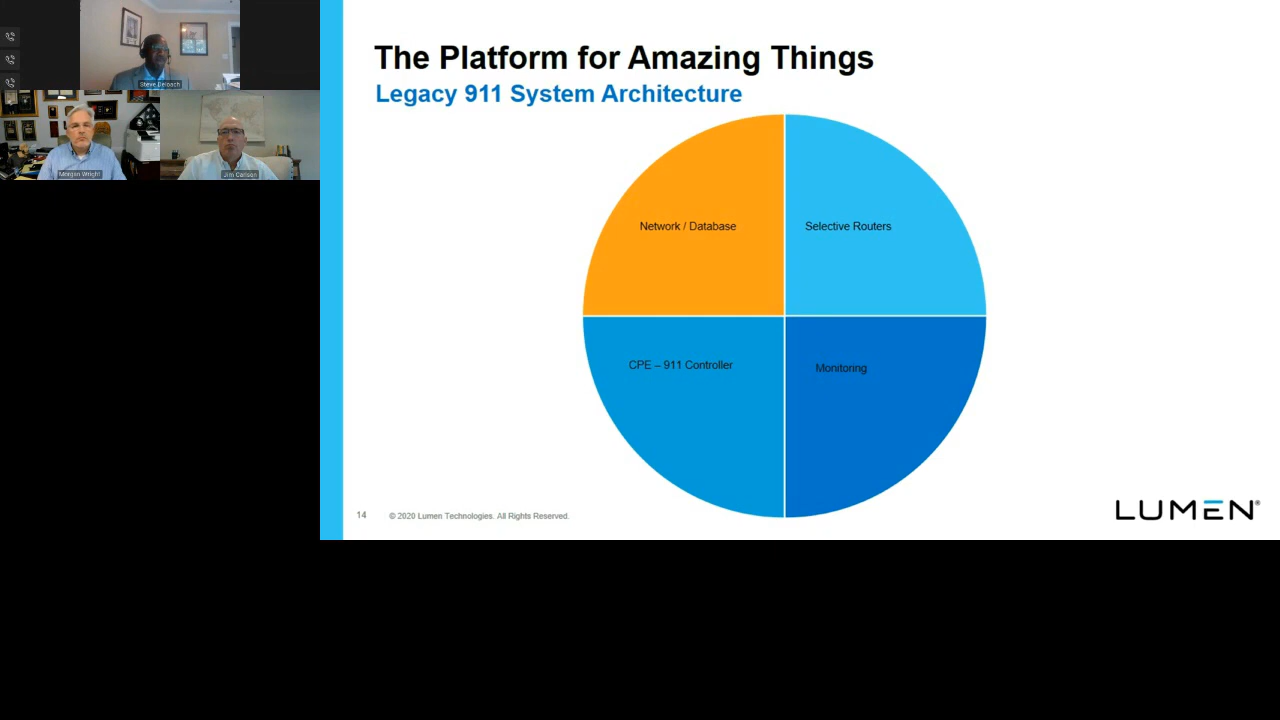 Steve Deloach
Morgan Wright
Jim Carlson
The Platform for Amazing Things
Legacy 911 System Architecture
Network / Database
Selective Routers
CPE – 911 Controller
Monitoring
14
© 2020 Lumen Technologies. All Rights Reserved.
LUMEN®